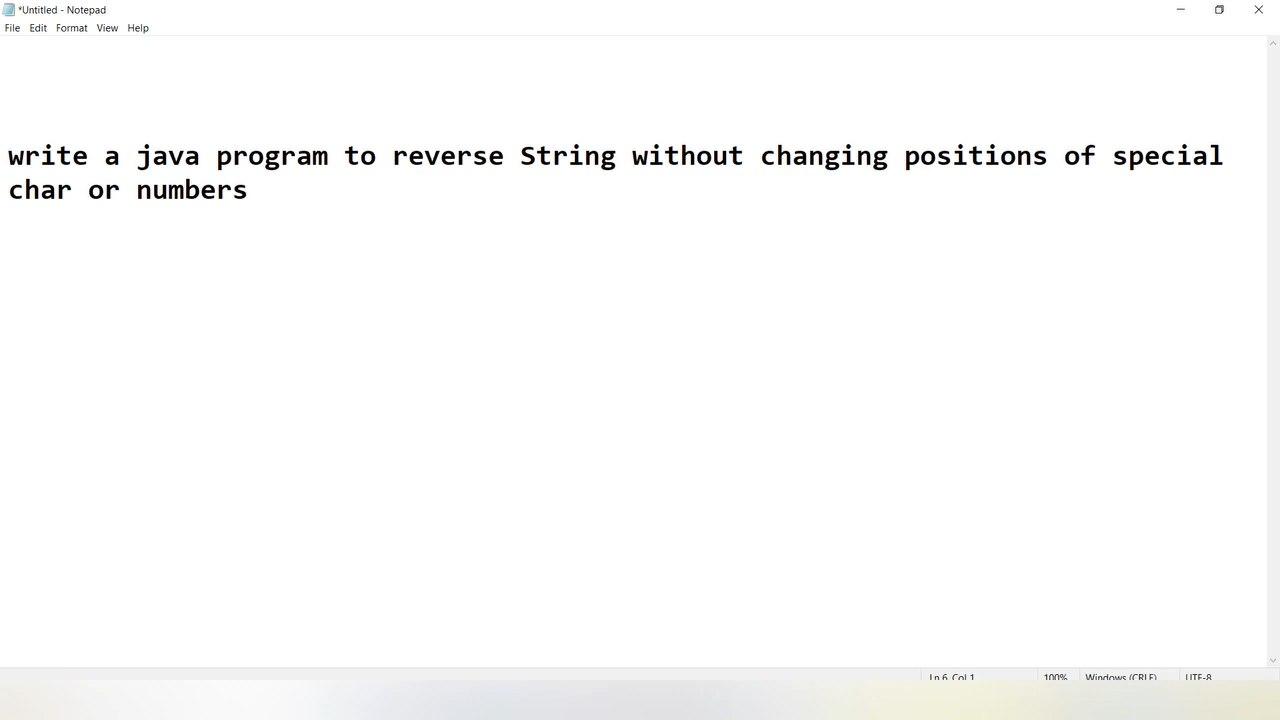 *Untitled - Notepad
File Edit Format View Help
write a java program to reverse String without changing positions of special
char or numbers
Ln 6, Col 1 100% Windows (CRLF) UTF-8